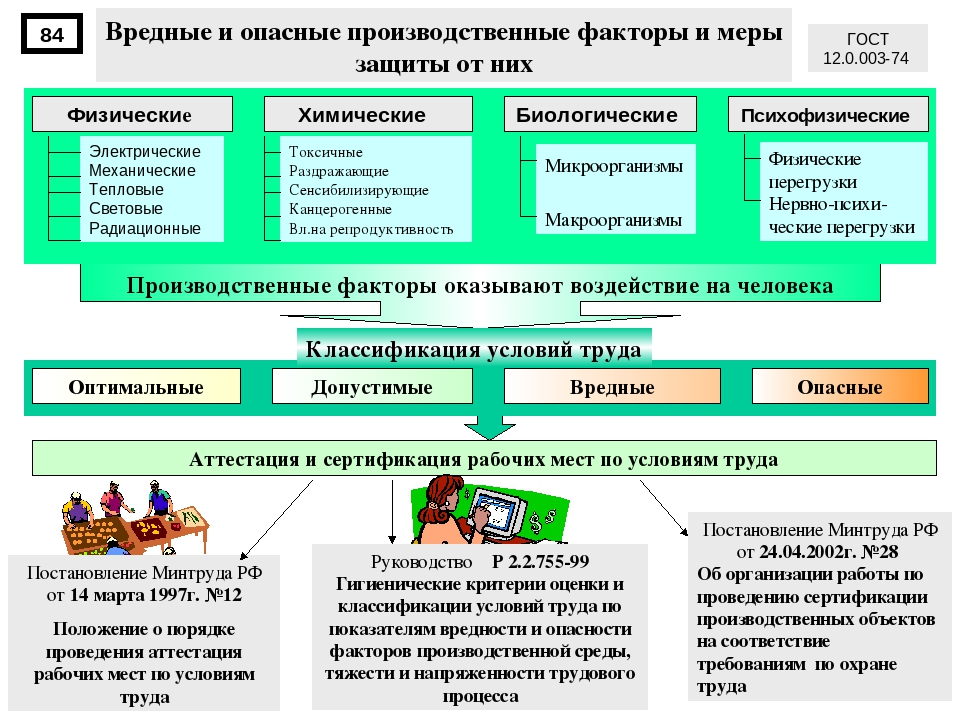 84
Вредные и опасные производственные факторы и меры
защиты от них
ГОСТ
12.0.003-74
Физические
Электрические
Механические
Тепловые
Световые
Радиационные
Химические
Токсичные
Раздражающие
Сенсибилизирующие
Канцерогенные
Вл.на репродуктивность
Биологические
Микроорганизмы
Макроорганизмы
Психофизические
Физические
перегрузки
Нервно-психи-
ческие перегрузки
Производственные факторы оказывают воздействие на человека
Классификация условий труда
Оптимальные
Допустимые
Вредные
Опасные
Аттестация и сертификация рабочих мест по условиям труда
Постановление Минтруда РФ
от 14 марта 1997г. №12
Положение о порядке
проведения аттестация
рабочих мест по условиям
труда
Руководство Р 2.2.755-99
Гигиенические критерии оценки и
классификации условий труда по
показателям вредности и опасности
факторов производственной среды,
тяжести и напряженности трудового
процесса
Постановление Минтруда РФ
от 24.04.2002г. №28
Об организации работы по
проведению сертификации
производственных объектов
на соответствие
требованиям по охране
труда